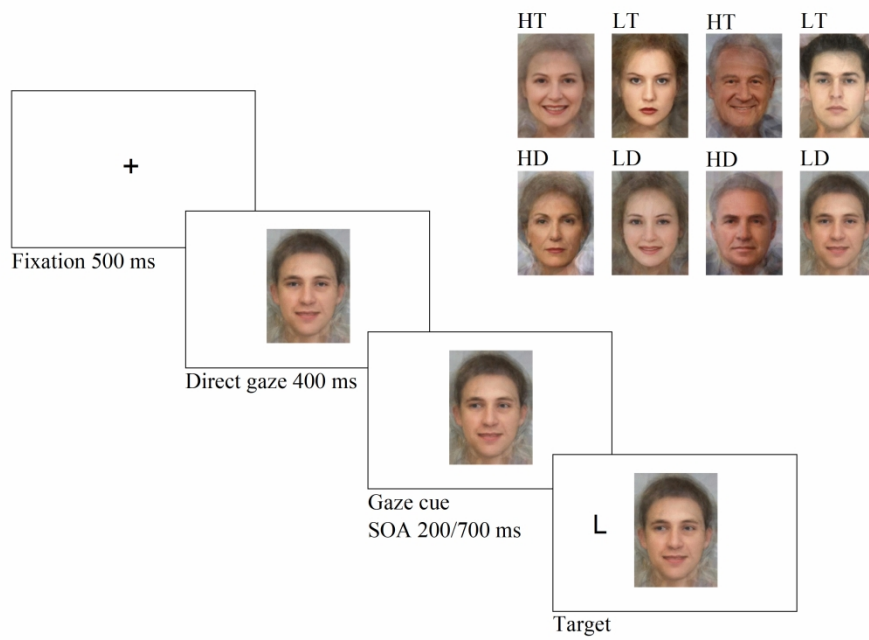 HT LT HT LT
HD LD HD LD
+
Fixation 500 ms
Direct gaze 400 ms
Gaze cue
SOA 200/700 ms
L
Target